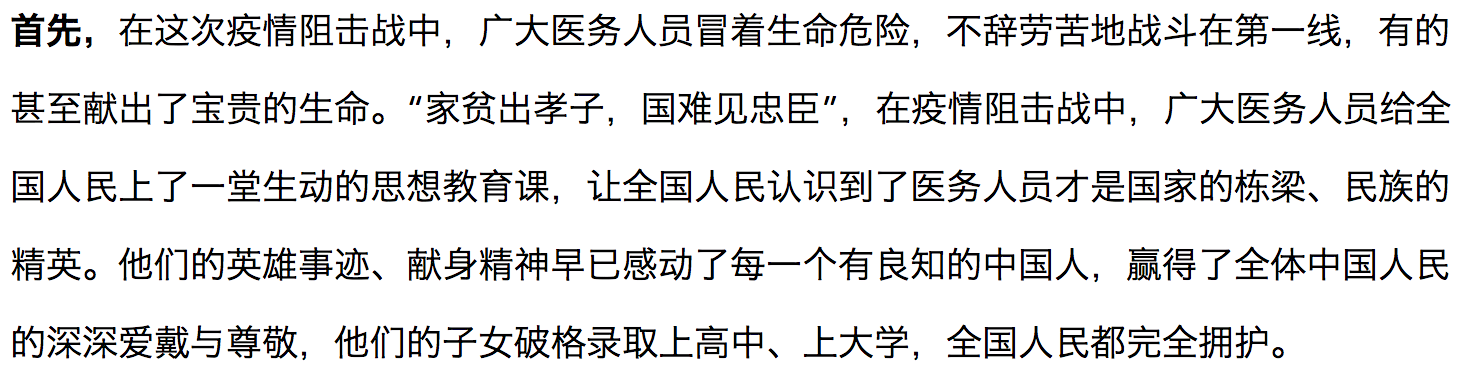 首先，在这次疫情阻击战中，广大医务人员冒着生命危险，不辞劳苦地战斗在第一线，有的
甚至献出了宝贵的生命。“家贫出孝子，国难见忠臣”，在疫情阻击战中，广大医务人员给全
国人民上了一堂生动的思想教育课，让全国人民认识到了医务人员才是国家的栋梁、民族的
精英。他们的英雄事迹、献身精神早已感动了每一个有良知的中国人，赢得了全体中国人民
的深深爱戴与尊敬，他们的子女破格录取上高中、上大学，全国人民都完全拥护。